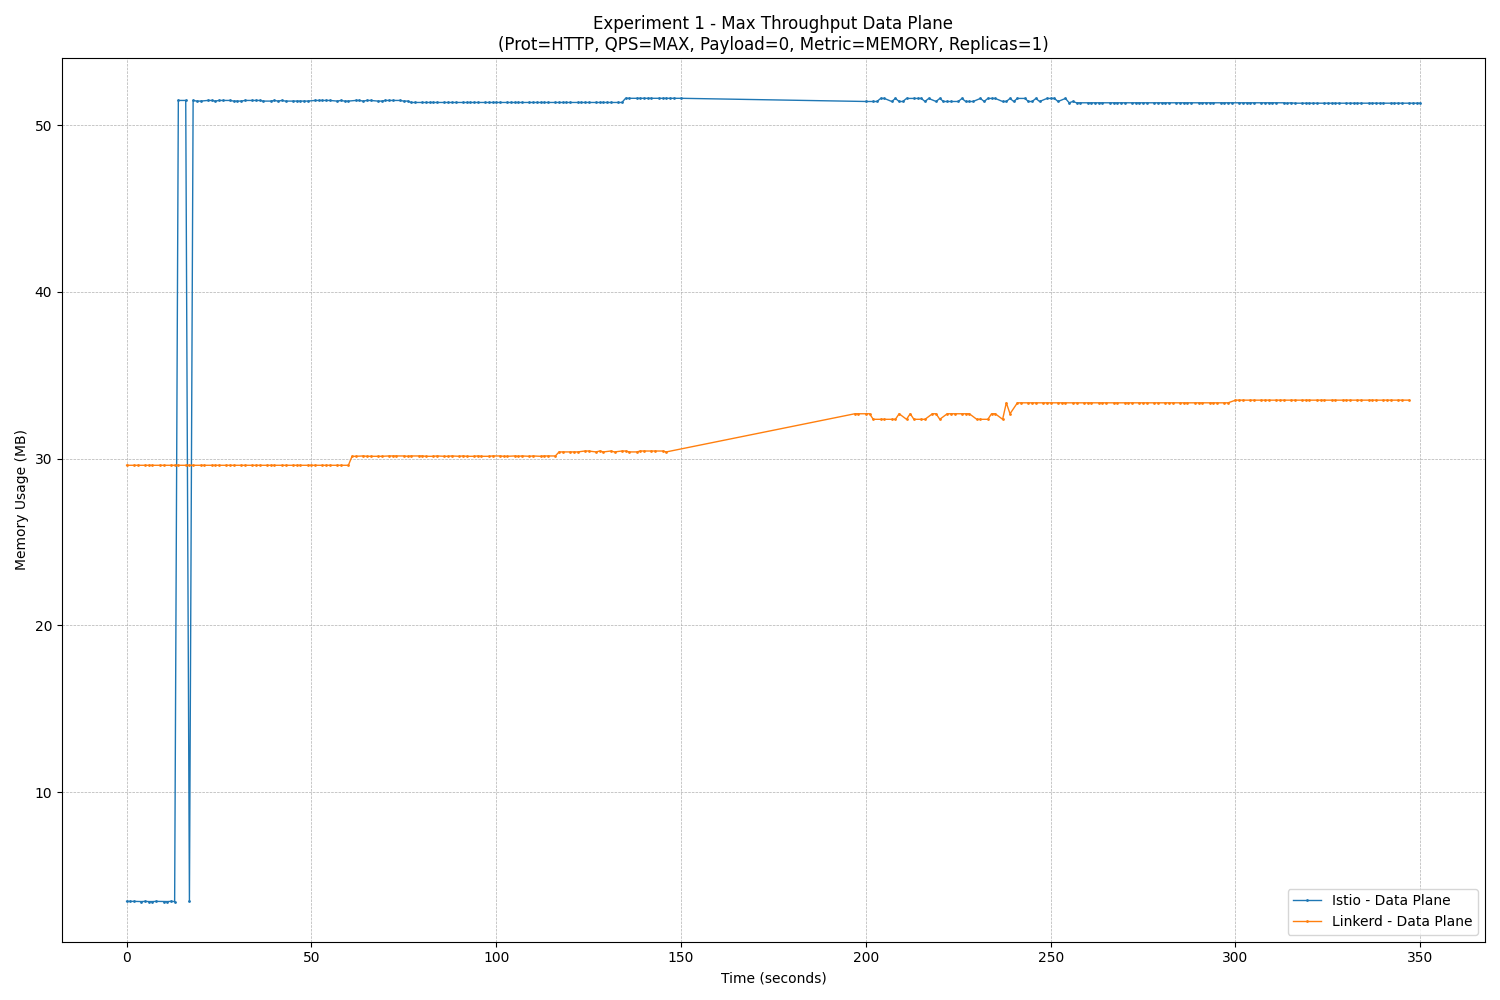 Experiment 1 - Max Throughput Data Plane
(Prot=HTTP, QPS=MAX, Payload=0, Metric=MEMORY, Replicas=1)
Memory Usage (MB)
50
40
30
20
10
Istio - Data Plane
Linkerd - Data Plane
0 50 100 150 200 250 300 350
Time (seconds)